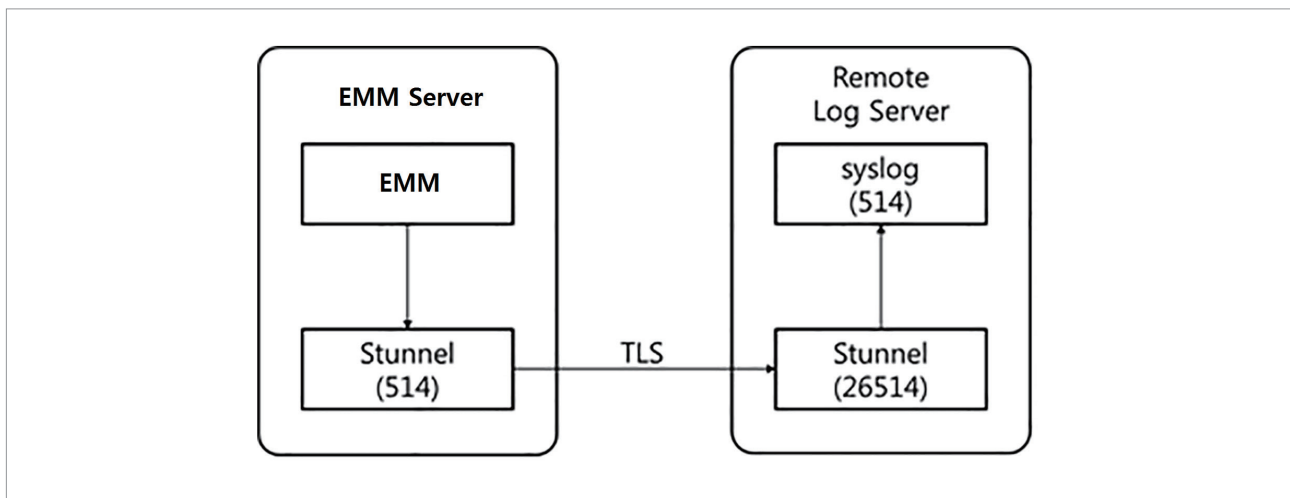 EMM Server
EMM
Stunnel
(514)
TLS
Remote
Log Server
syslog
(514)
Stunnel
(26514)